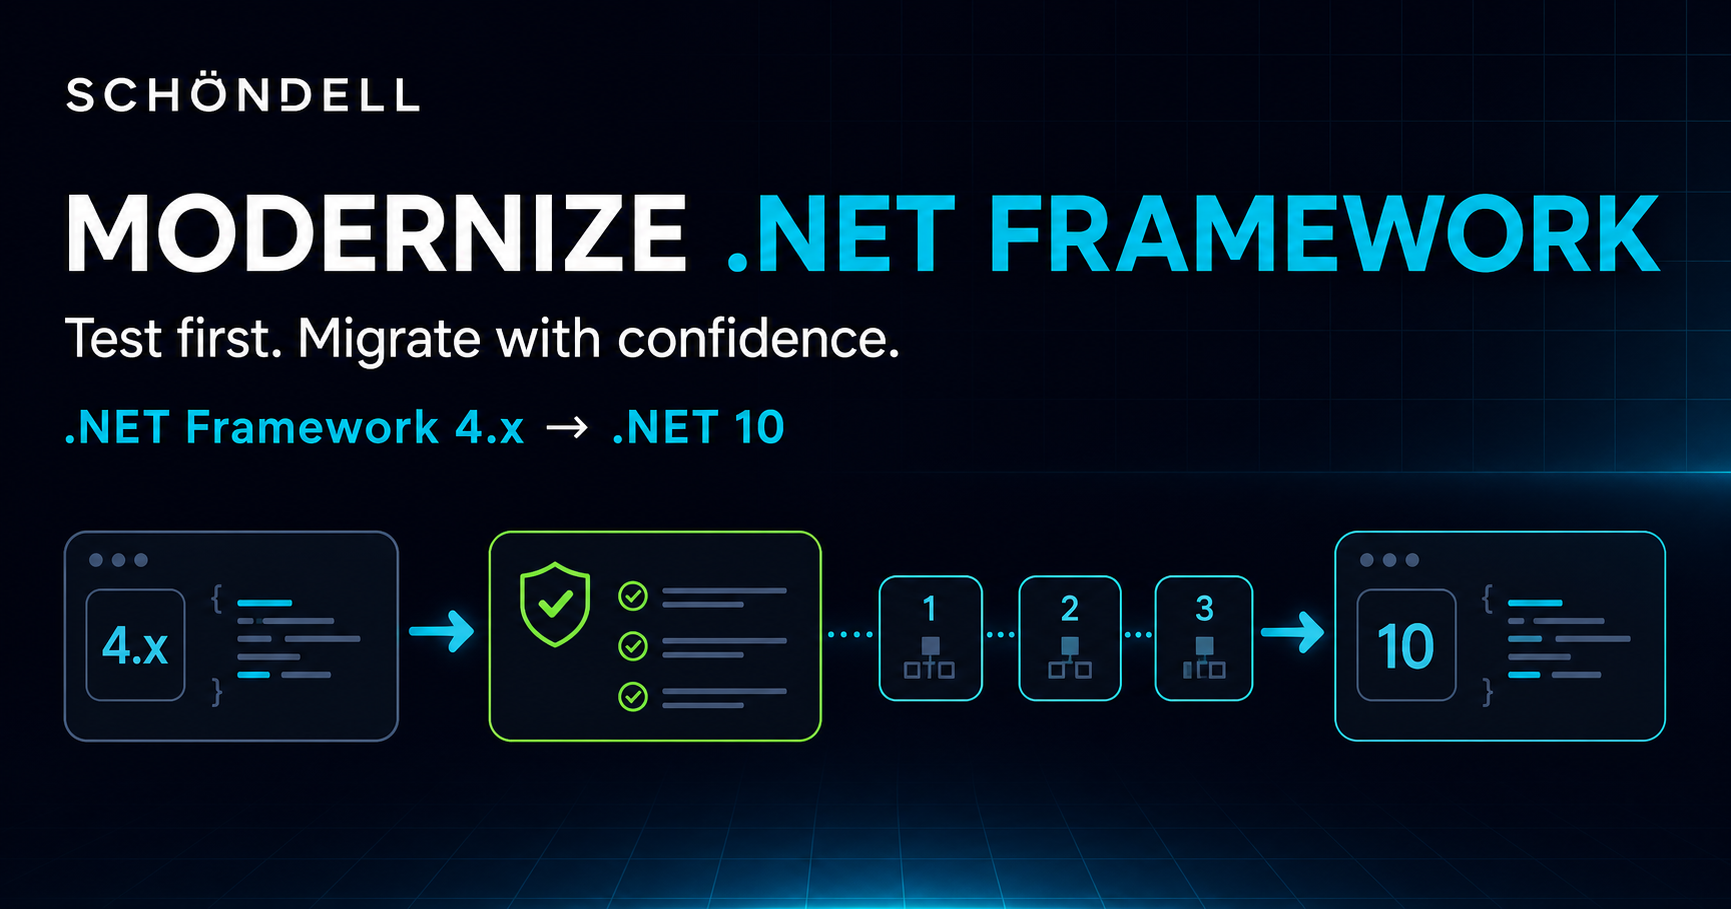 SCHÖNDELL
MODERNIZE .NET FRAMEWORK
Test first. Migrate with confidence.
.NET Framework 4.x → .NET 10
4.x
{
}
1
2
3
10
{
}